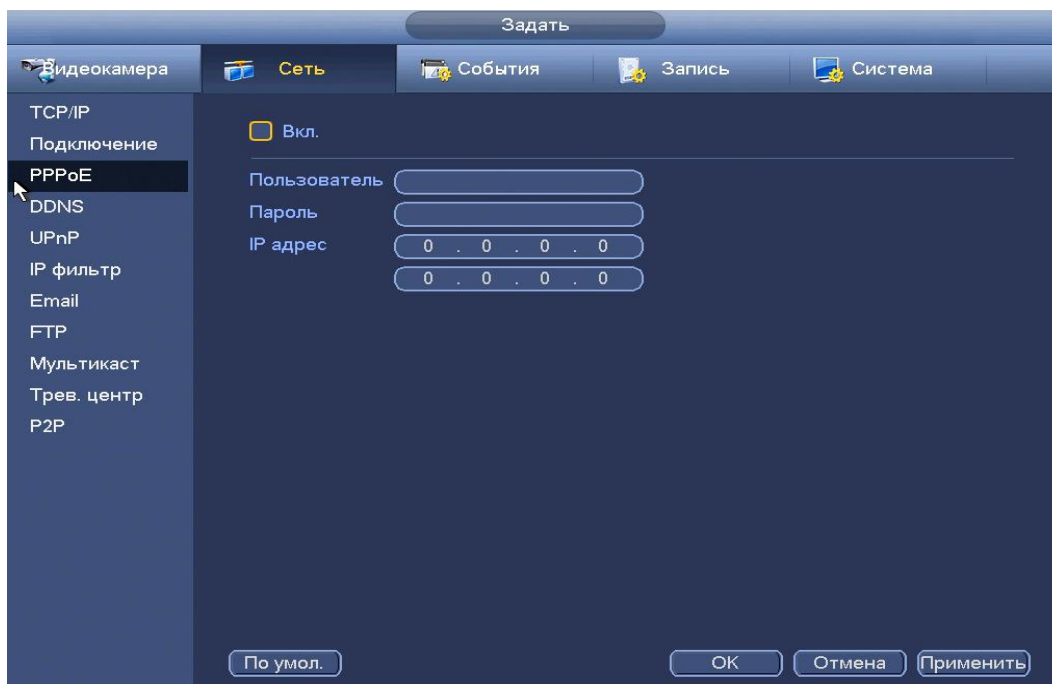 Задать
Видеокамера Сеть События Запись Система
TCP/IP
Подключение
PPPoE
DDNS
UPnP
IP фильтр
Email
FTP
Мультикаст
Трев. центр
P2P
Вкл.
Пользователь
Пароль
IP адрес 0 . 0 . 0 . 0
0 . 0 . 0 . 0
По умол. OK Отмена Применить